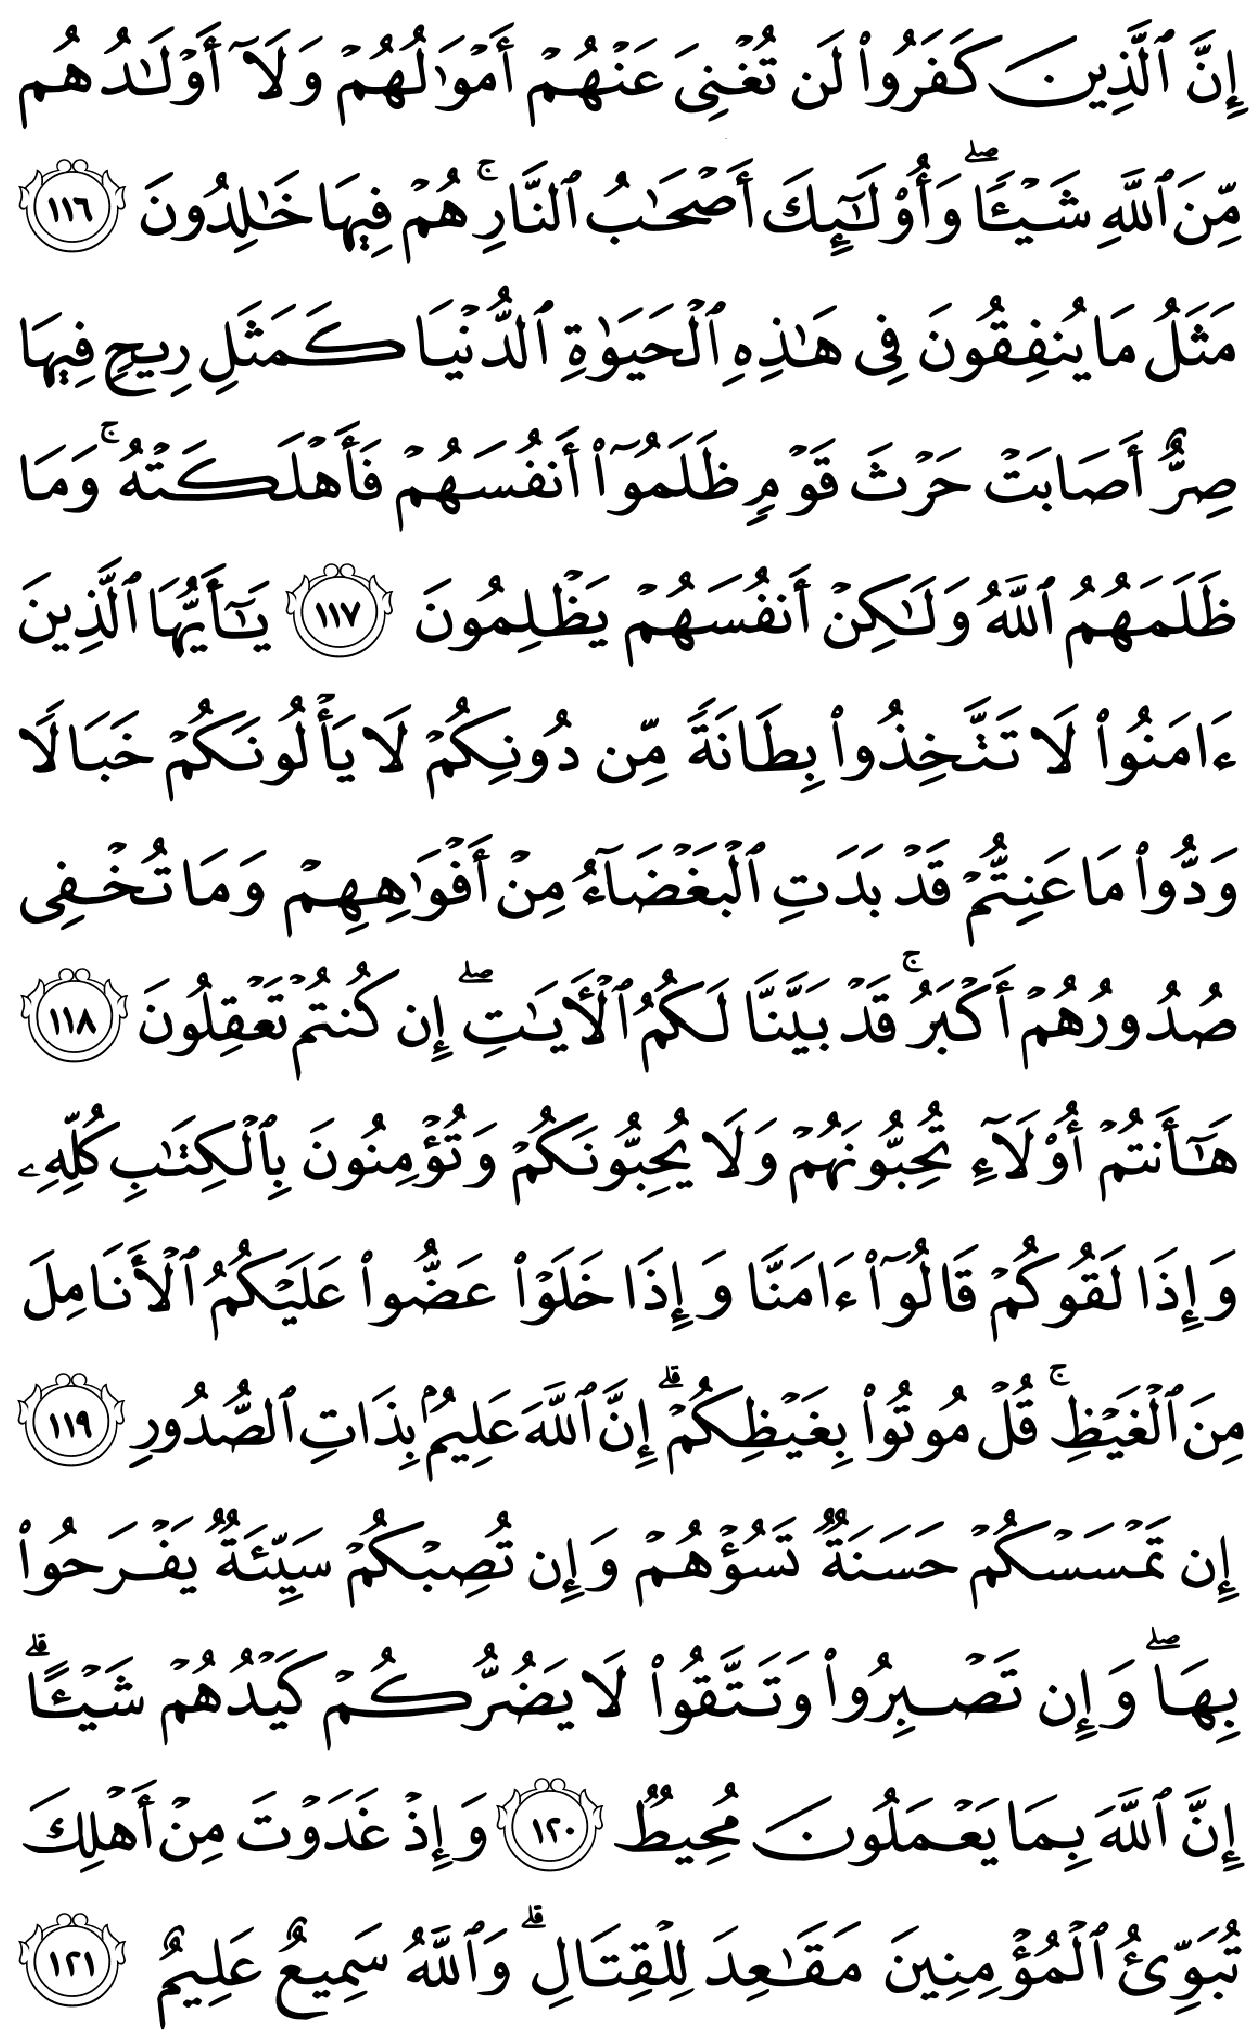 إِنَّ ٱلَّذِينَ كَفَرُوا۟ لَن تُغْنِىَ عَنْهُمْ أَمْوَٰلُهُمْ وَلَآ أَوْلَـٰدُهُم
مِّنَ ٱللَّهِ شَيْـًٔا ۖ وَأُو۟لَـٰٓئِكَ أَصْحَـٰبُ ٱلنَّارِ ۚ هُمْ فِيهَا خَـٰلِدُونَ ١١٦
مَثَلُ مَا يُنفِقُونَ فِى هَـٰذِهِ ٱلْحَيَوٰةِ ٱلدُّنْيَا كَمَثَلِ رِيحٍ فِيهَا
صِرٌّ أَصَابَتْ حَرْثَ قَوْمٍ ظَلَمُوٓا۟ أَنفُسَهُمْ فَأَهْلَكَتْهُ ۚ وَمَا
ظَلَمَهُمُ ٱللَّهُ وَلَـٰكِنْ أَنفُسَهُمْ يَظْلِمُونَ ١١٧ يَـٰٓأَيُّهَا ٱلَّذِينَ
ءَامَنُوا۟ لَا تَتَّخِذُوا۟ بِطَانَةً مِّن دُونِكُمْ لَا يَأْلُونَكُمْ خَبَالًا
وَدُّوا۟ مَا عَنِتُّمْ قَدْ بَدَتِ ٱلْبَغْضَآءُ مِنْ أَفْوَٰهِهِمْ وَمَا تُخْفِى
صُدُورُهُمْ أَكْبَرُ ۚ قَدْ بَيَّنَّا لَكُمُ ٱلْـَٔايَـٰتِ ۖ إِن كُنتُمْ تَعْقِلُونَ ١١٨
هَـٰٓأَنتُمْ أُو۟لَآءِ تُحِبُّونَهُمْ وَلَا يُحِبُّونَكُمْ وَتُؤْمِنُونَ بِٱلْكِتَـٰبِ كُلِّهِۦ
وَإِذَا لَقُوكُمْ قَالُوٓا۟ ءَامَنَّا وَإِذَا خَلَوْا۟ عَضُّوا۟ عَلَيْكُمُ ٱلْأَنَامِلَ
مِنَ ٱلْغَيْظِ ۚ قُلْ مُوتُوا۟ بِغَيْظِكُمْ ۗ إِنَّ ٱللَّهَ عَلِيمٌۢ بِذَاتِ ٱلصُّدُورِ ١١٩
إِن تَمْسَسْكُمْ حَسَنَةٌ تَسُؤْهُمْ وَإِن تُصِبْكُمْ سَيِّئَةٌ يَفْرَحُوا۟
بِهَا ۖ وَإِن تَصْبِرُوا۟ وَتَتَّقُوا۟ لَا يَضُرُّكُمْ كَيْدُهُمْ شَيْـًٔا ۗ
إِنَّ ٱللَّهَ بِمَا يَعْمَلُونَ مُحِيطٌ ١٢٠ وَإِذْ غَدَوْتَ مِنْ أَهْلِكَ
تُبَوِّئُ ٱلْمُؤْمِنِينَ مَقَـٰعِدَ لِلْقِتَالِ ۗ وَٱللَّهُ سَمِيعٌ عَلِيمٌ ١٢١